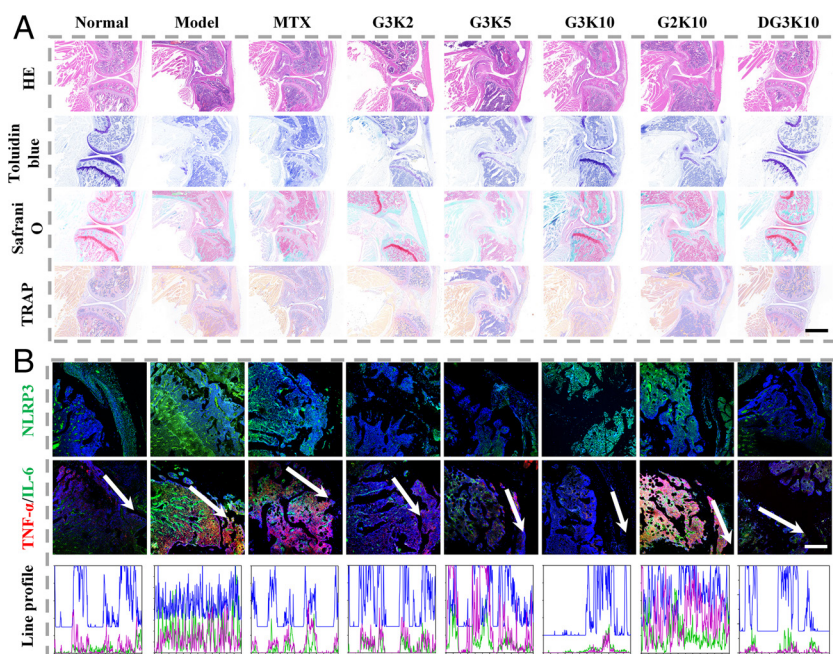 A
Normal Model MTX G3K2 G3K5 G3K10 G2K10 DG3K10
HE
Toluidin
blue
Safrani
O
TRAP
B
NLRP3
TNF-α/IL-6
Line profile